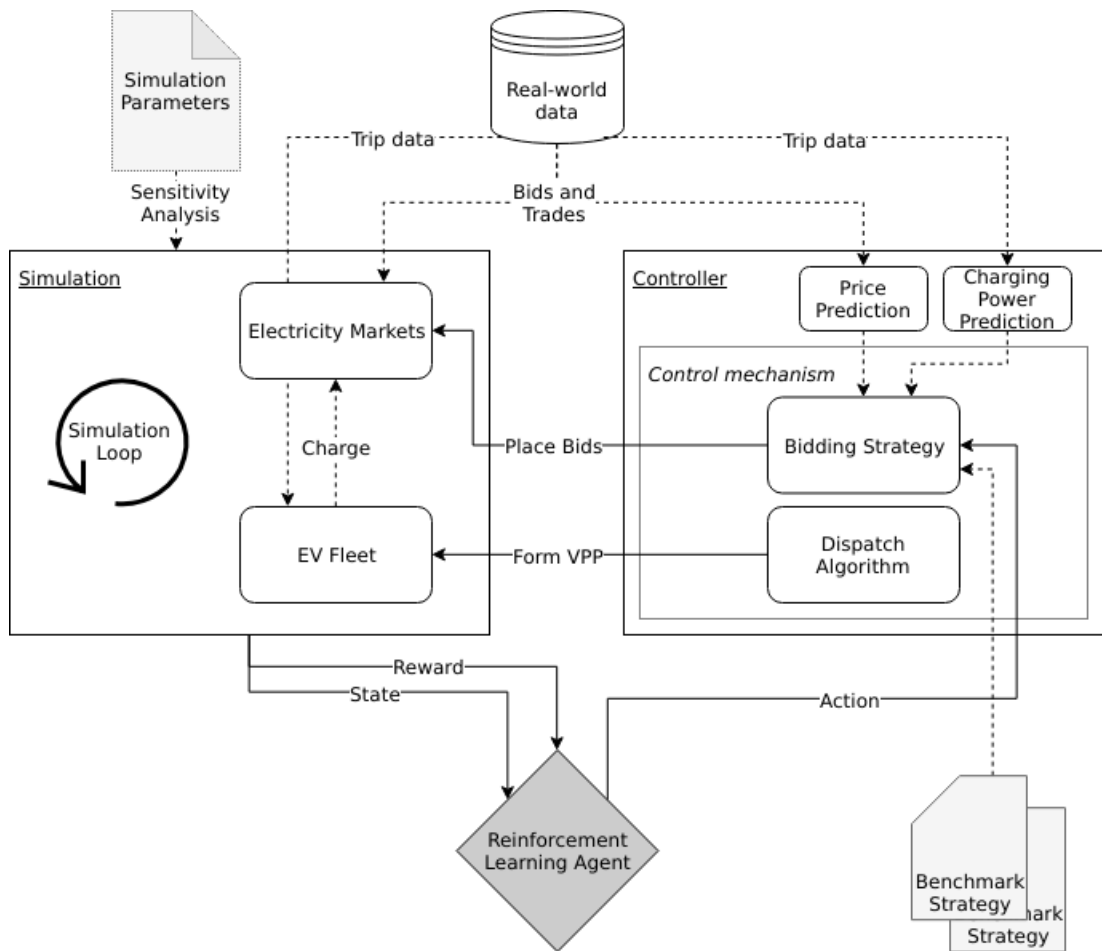 Simulation
Parameters
Real-world
data
Trip data
Trip data
Sensitivity
Analysis
Bids and
Trades
Simulation
Controller
Price
Prediction
Charging
Power
Prediction
Electricity Markets
Control mechanism
Simulation
Loop
Charge
Place Bids
Bidding Strategy
EV Fleet
Form VPP
Dispatch
Algorithm
Reward
State
Action
Reinforcement
Learning Agent
Benchmark
Strategy
mark
Strategy